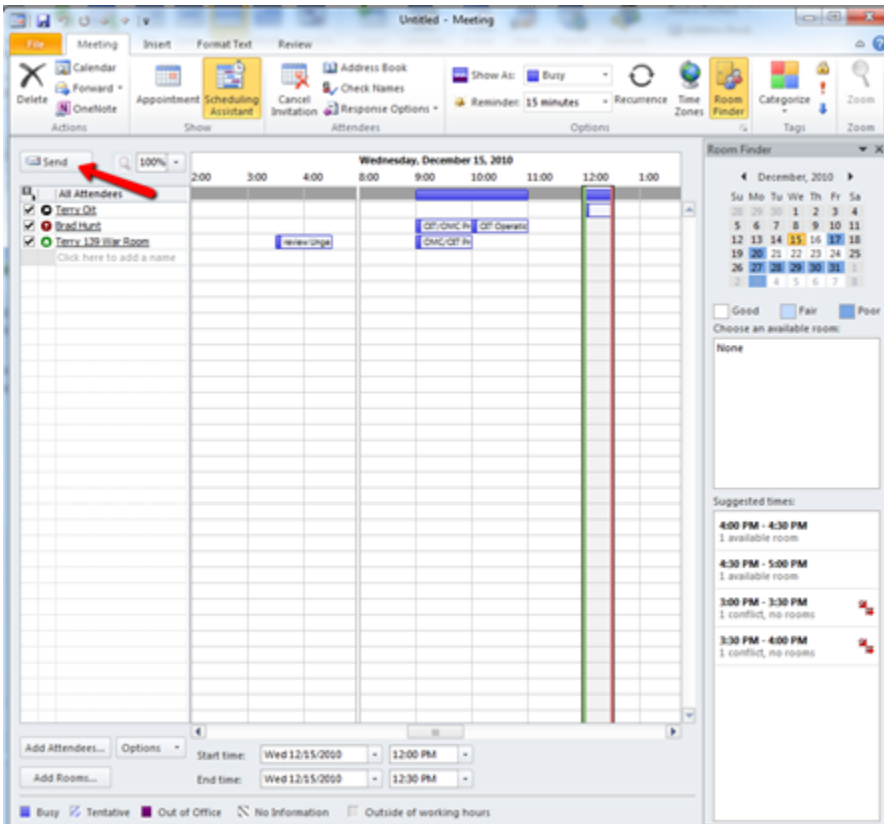 Untitled - Meeting
File Meeting Insert Format Text Review
Calendar
Forward
OneNote
Delete
Actions
Appointment Scheduling Assistant
Show
Cancel Invitation
Address Book
Check Names
Response Options
Attendees
Show As: Busy
Reminder: 15 minutes
Recurrence
Time Zones
Room Finder
Options
Categorize
Tags
Zoom
Zoom
Send 100%
Wednesday, December 15, 2010
2:00 3:00 4:00 8:00 9:00 10:00 11:00 12:00 1:00
All Attendees
Terry Oit
Brad Hunt OIT/OMC Pr OIT Operatic
Terry 139 War Room review Unge OMC/OIT Pr
Click here to add a name
Room Finder
December, 2010
Su Mo Tu We Th Fr Sa
28 29 30 1 2 3 4
5 6 7 8 9 10 11
12 13 14 15 16 17 18
19 20 21 22 23 24 25
26 27 28 29 30 31 1
2 4 5 6 7 8
Good Fair Poor
Choose an available room:
None
Suggested times:
4:00 PM - 4:30 PM
1 available room
4:30 PM - 5:00 PM
1 available room
3:00 PM - 3:30 PM
1 conflict, no rooms
3:30 PM - 4:00 PM
1 conflict, no rooms
Add Attendees... Options
Start time: Wed 12/15/2010 12:00 PM
Add Rooms...
End time: Wed 12/15/2010 12:30 PM
Busy Tentative Out of Office No Information Outside of working hours